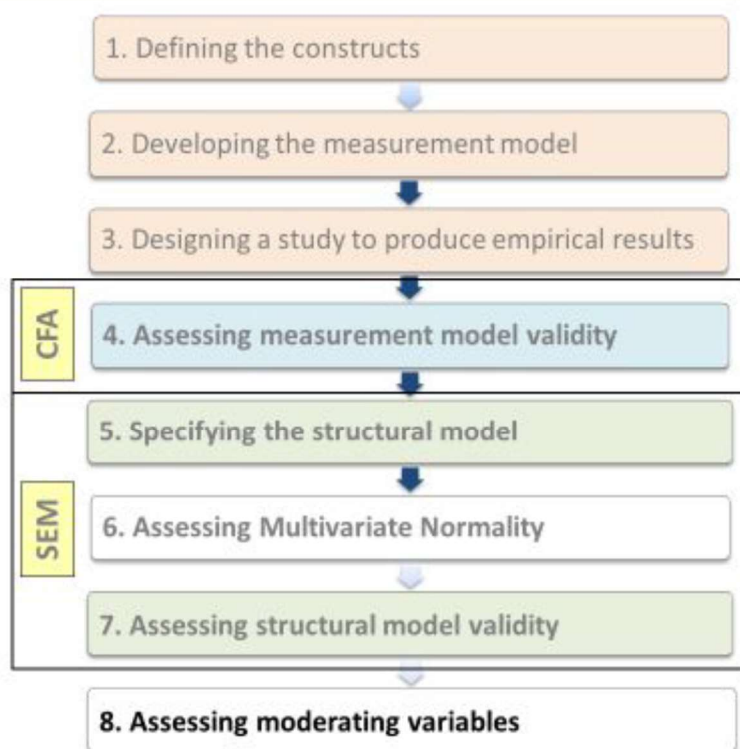 1. Defining the constructs
2. Developing the measurement model
3. Designing a study to produce empirical results
CFA
4. Assessing measurement model validity
5. Specifying the structural model
SEM
6. Assessing Multivariate Normality
7. Assessing structural model validity
8. Assessing moderating variables